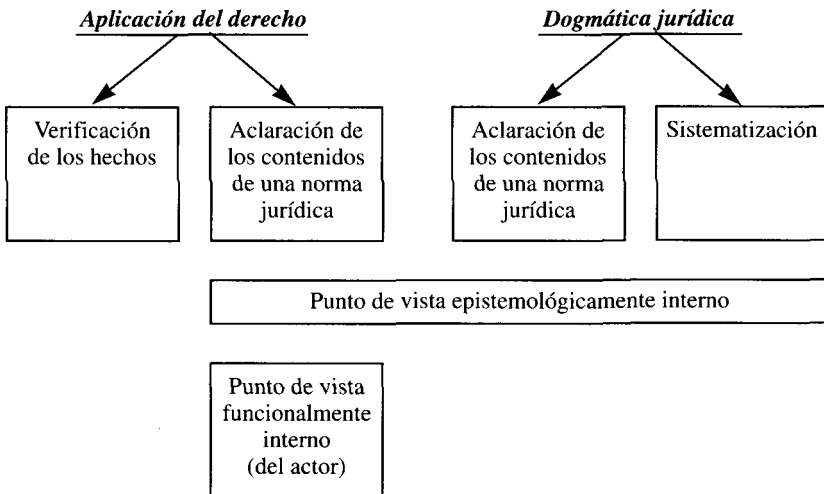 Aplicación del derecho
Dogmática jurídica
Verificación
de los hechos
Aclaración de
los contenidos
de una norma
jurídica
Aclaración de
los contenidos
de una norma
jurídica
Sistematización
Punto de vista epistemológicamente interno
Punto de vista
funcionalmente
interno
(del actor)